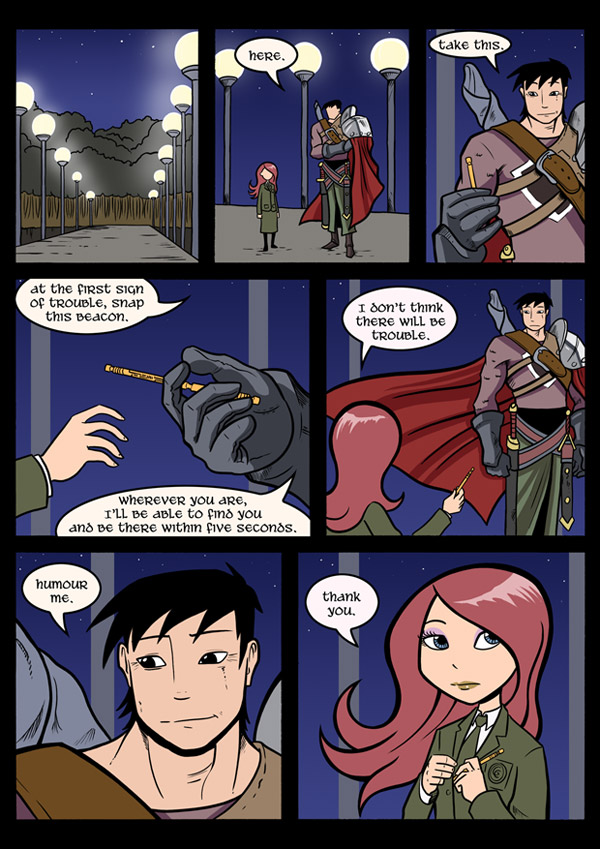 here.
take this.
at the first sign
of trouble, snap
this beacon.
wherever you are,
I'll be able to find you
and be there within five seconds.
I don't think
there will be
trouble.
humour
me.
thank
you.